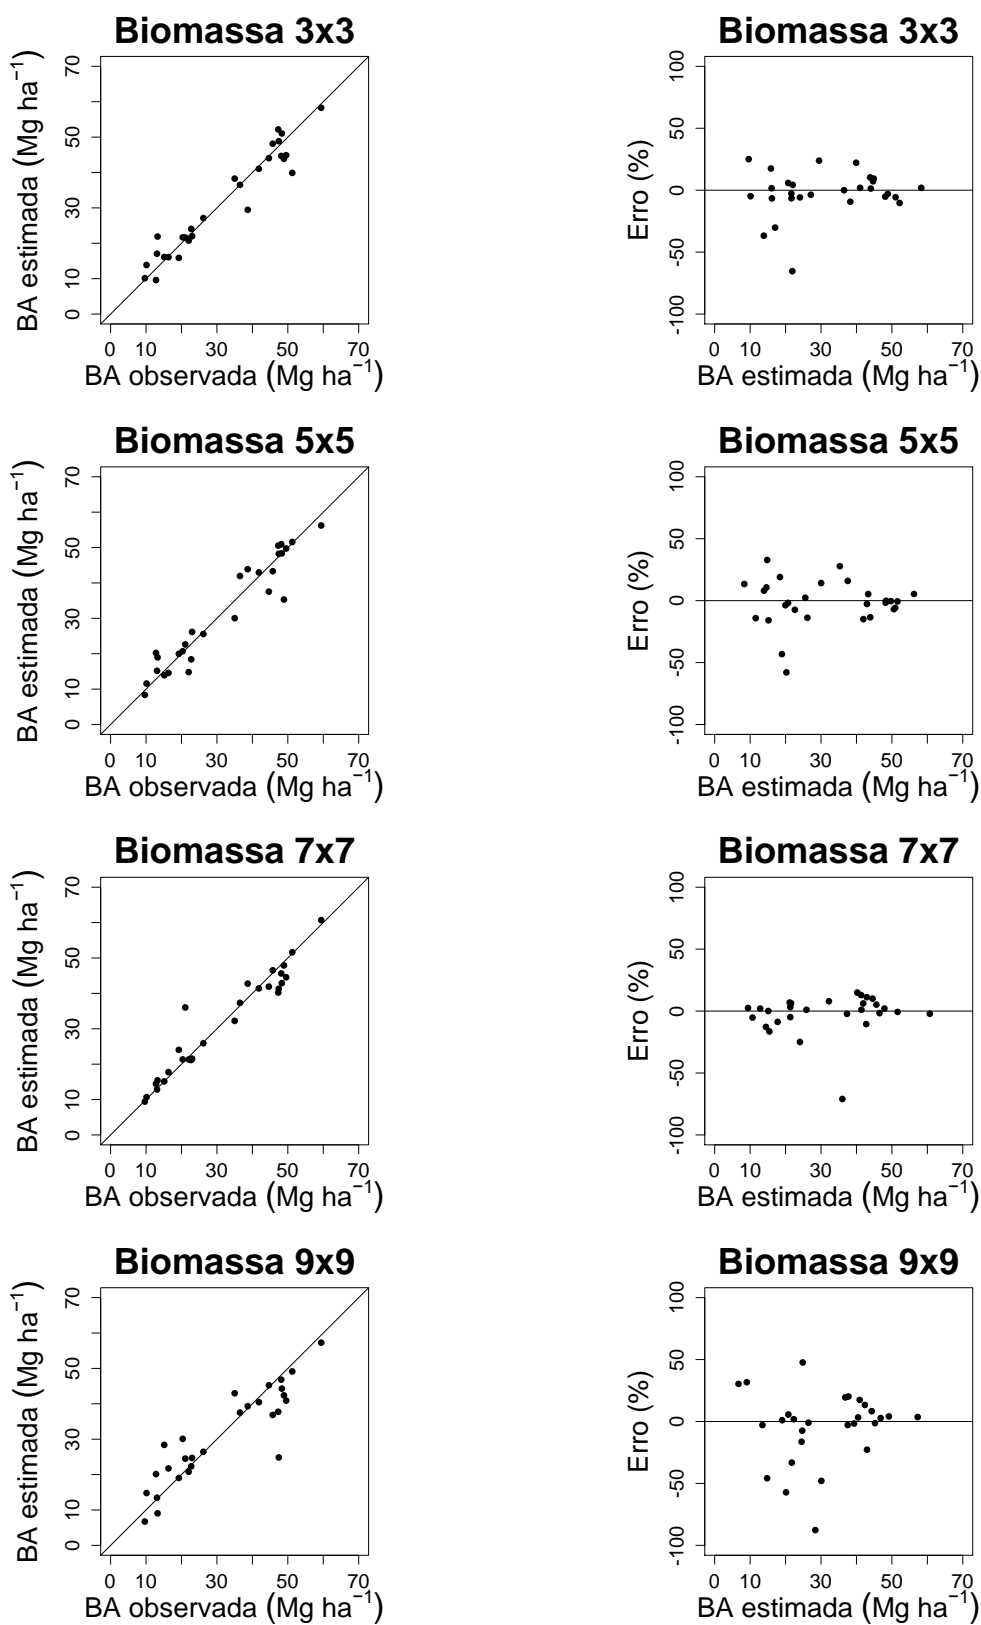 Biomassa 3x3
BA estimada (Mg ha−1)
70
50
30
10
0
0 10 30 50 70
BA observada (Mg ha−1)
Biomassa 3x3
Erro (%)
100
50
0
-50
-100
0 10 30 50 70
BA estimada (Mg ha−1)
Biomassa 5x5
BA estimada (Mg ha−1)
70
50
30
10
0
0 10 30 50 70
BA observada (Mg ha−1)
Biomassa 5x5
Erro (%)
100
50
0
-50
-100
0 10 30 50 70
BA estimada (Mg ha−1)
Biomassa 7x7
BA estimada (Mg ha−1)
70
50
30
10
0
0 10 30 50 70
BA observada (Mg ha−1)
Biomassa 7x7
Erro (%)
100
50
0
-50
-100
0 10 30 50 70
BA estimada (Mg ha−1)
Biomassa 9x9
BA estimada (Mg ha−1)
70
50
30
10
0
0 10 30 50 70
BA observada (Mg ha−1)
Biomassa 9x9
Erro (%)
100
50
0
-50
-100
0 10 30 50 70
BA estimada (Mg ha−1)